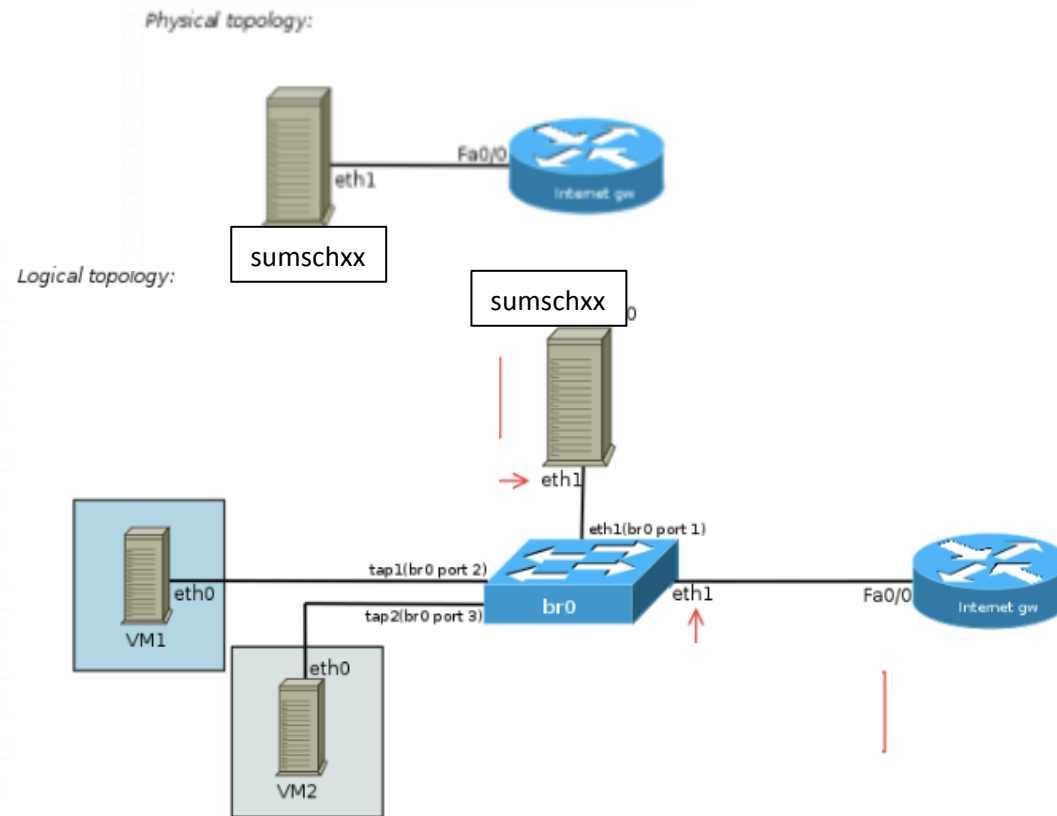 Physical topology:
Fa0/0
eth1
Internet gw
sumschxx
Logical topology:
sumschxx
0
eth1
eth1(br0 port 1)
tap1(br0 port 2)
eth0
br0
eth1
Fa0/0
Internet gw
tap2(br0 port 3)
VM1
eth0
VM2